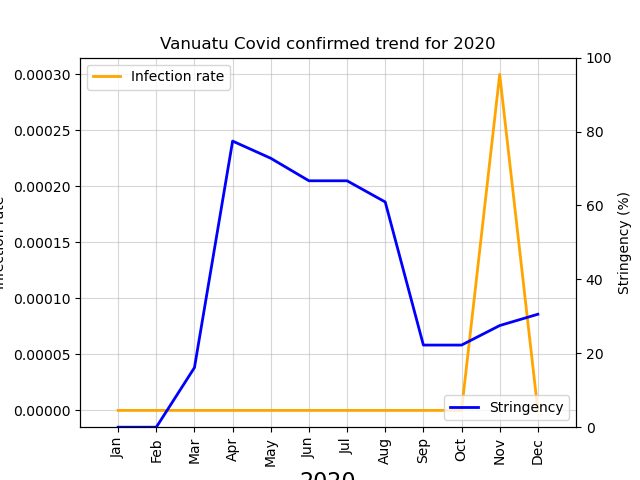 Vanuatu Covid confirmed trend for 2020
Infection rate
0.00030
0.00025
0.00020
0.00015
0.00010
0.00005
0.00000
Infection rate
100
80
60
40
20
0
Stringency (%)
Stringency
Jan
Feb
Mar
Apr
May
Jun
Jul
Aug
Sep
Oct
Nov
Dec
2020